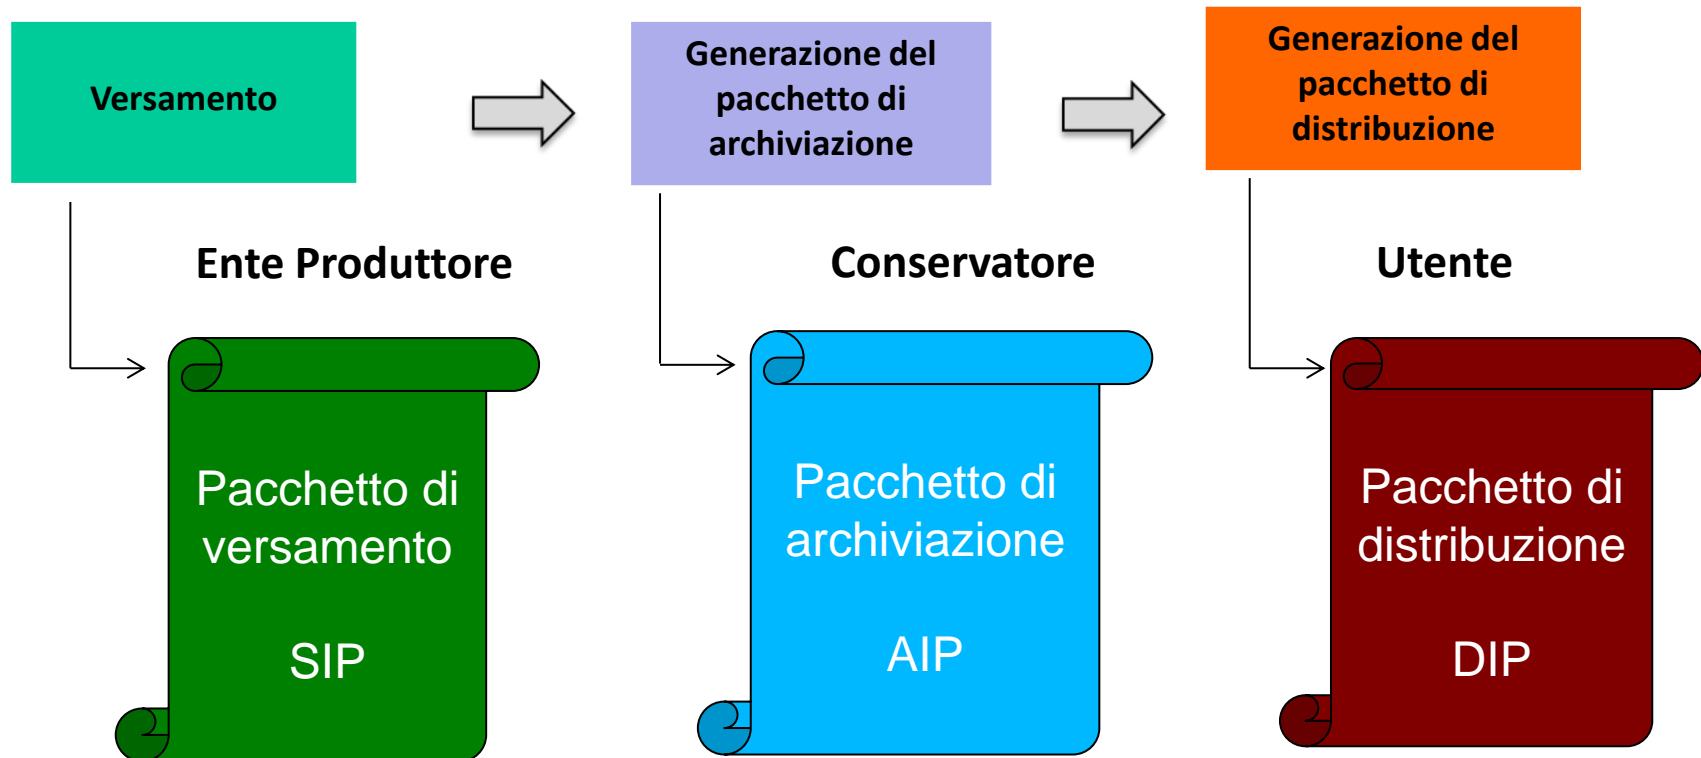 Versamento
Generazione del
pacchetto di
archiviazione
Generazione del
pacchetto di
distribuzione
Ente Produttore
Conservatore
Utente
Pacchetto di
versamento
SIP
Pacchetto di
archiviazione
AIP
Pacchetto di
distribuzione
DIP